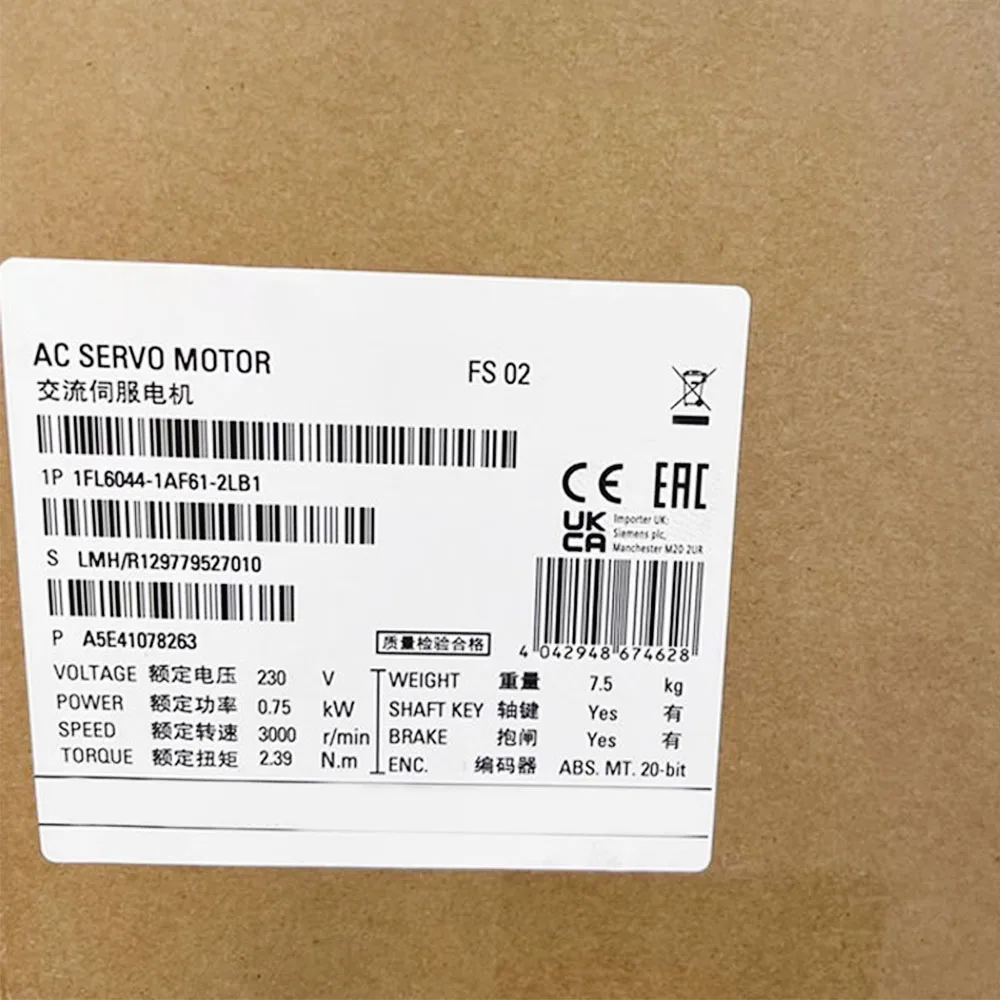 AC SERVO MOTOR
交流伺服电机
FS 02
1P 1FL6044-1AF61-2LB1
S LMH/R129779527010
P A5E41078263
CE EAC
UK
CA
Importer UK:
Siemens plc,
Manchester M20 2UR
4 042948 674628
质量检验合格
VOLTAGE 额定电压 230 V
POWER 额定功率 0.75 kW
SPEED 额定转速 3000 r/min
TORQUE 额定扭矩 2.39 N.m
WEIGHT 重量 7.5 kg
SHAFT KEY 轴键 Yes 有
BRAKE 抱闸 Yes 有
ENC. 编码器 ABS. MT. 20-bit